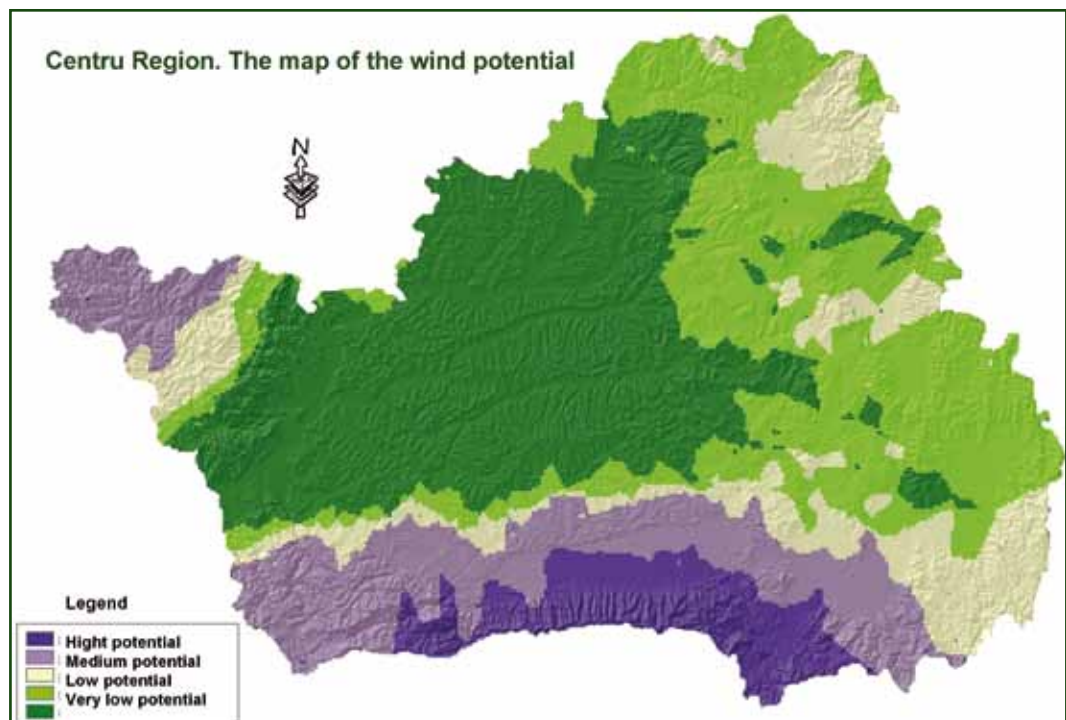 Centru Region. The map of the wind potential
N
Legend
Hight potential
Medium potential
Low potential
Very low potential